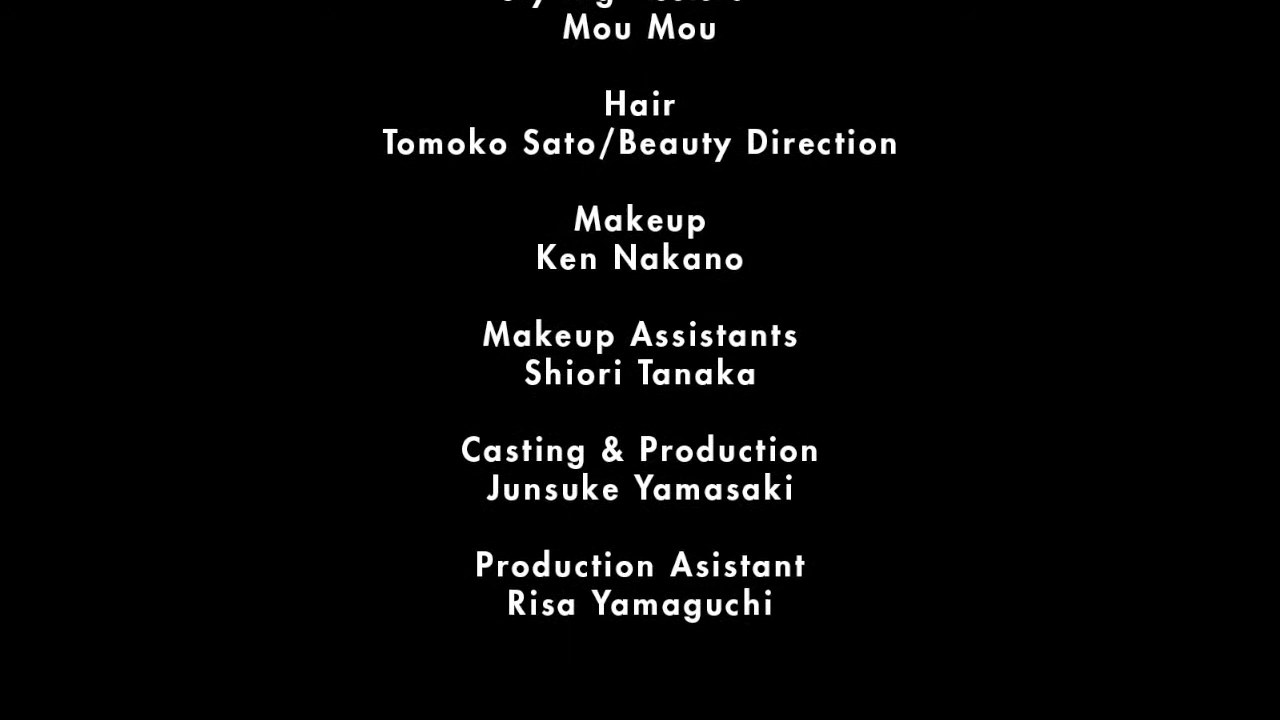 Mou Mou
Hair
Tomoko Sato/Beauty Direction
Makeup
Ken Nakano
Makeup Assistants
Shiori Tanaka
Casting & Production
Junsuke Yamasaki
Production Asistant
Risa Yamaguchi